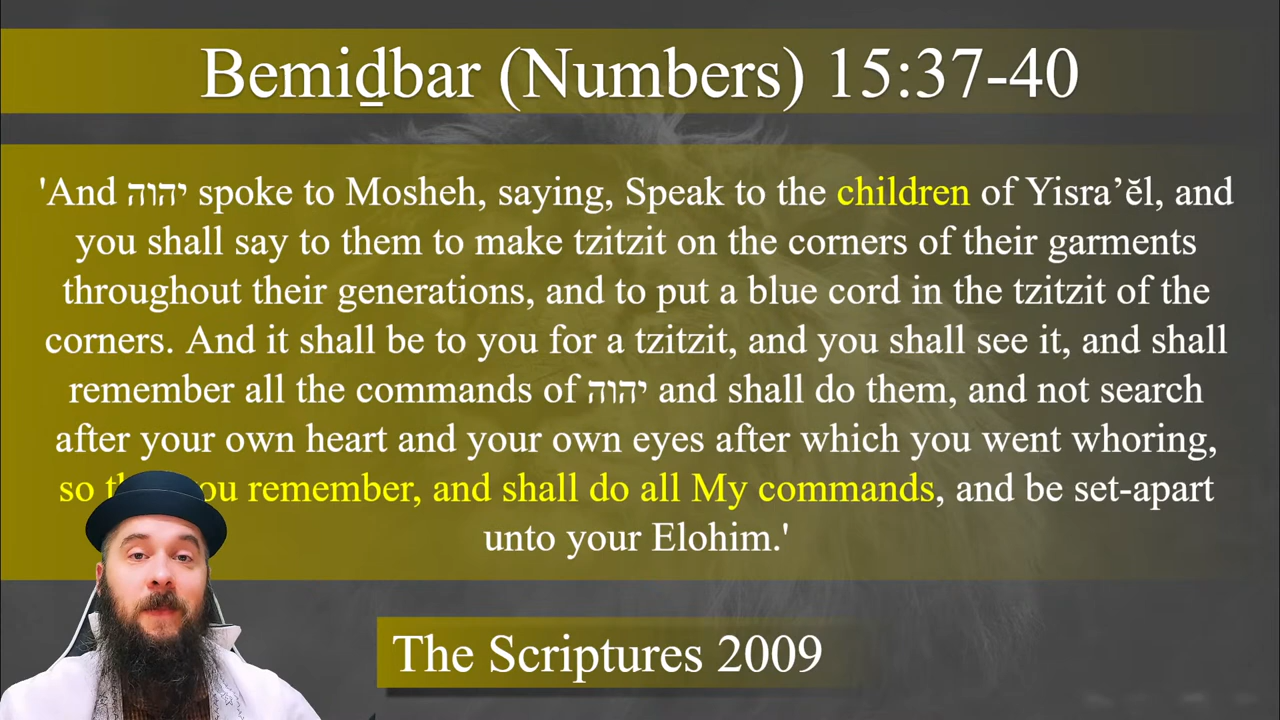 Bemiḏbar (Numbers) 15:37-40
'And יהוה spoke to Mosheh, saying, Speak to the children of Yisra’ĕl, and
you shall say to them to make tzitzit on the corners of their garments
throughout their generations, and to put a blue cord in the tzitzit of the
corners. And it shall be to you for a tzitzit, and you shall see it, and shall
remember all the commands of יהוה and shall do them, and not search
after your own heart and your own eyes after which you went whoring,
so remember, and shall do all My commands, and be set-apart
unto your Elohim.'
The Scriptures 2009